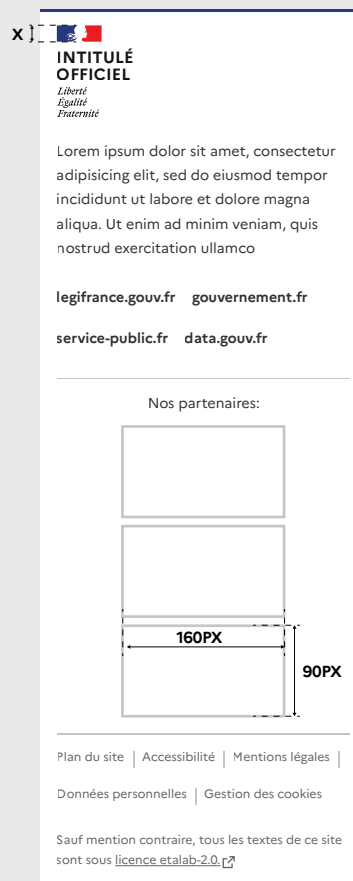 X
INTITULÉ
OFFICIEL
Liberté
Égalité
Fraternité
Lorem ipsum dolor sit amet, consectetur
adipisicing elit, sed do eiusmod tempor
incididunt ut labore et dolore magna
aliqua. Ut enim ad minim veniam, quis
nostrud exercitation ullamco
legifrance.gouv.fr gouvernement.fr
service-public.fr data.gouv.fr
Nos partenaires:
160PX
90PX
Plan du site | Accessibilité | Mentions légales |
Données personnelles | Gestion des cookies
Sauf mention contraire, tous les textes de ce site
sont sous licence etalab-2.0.